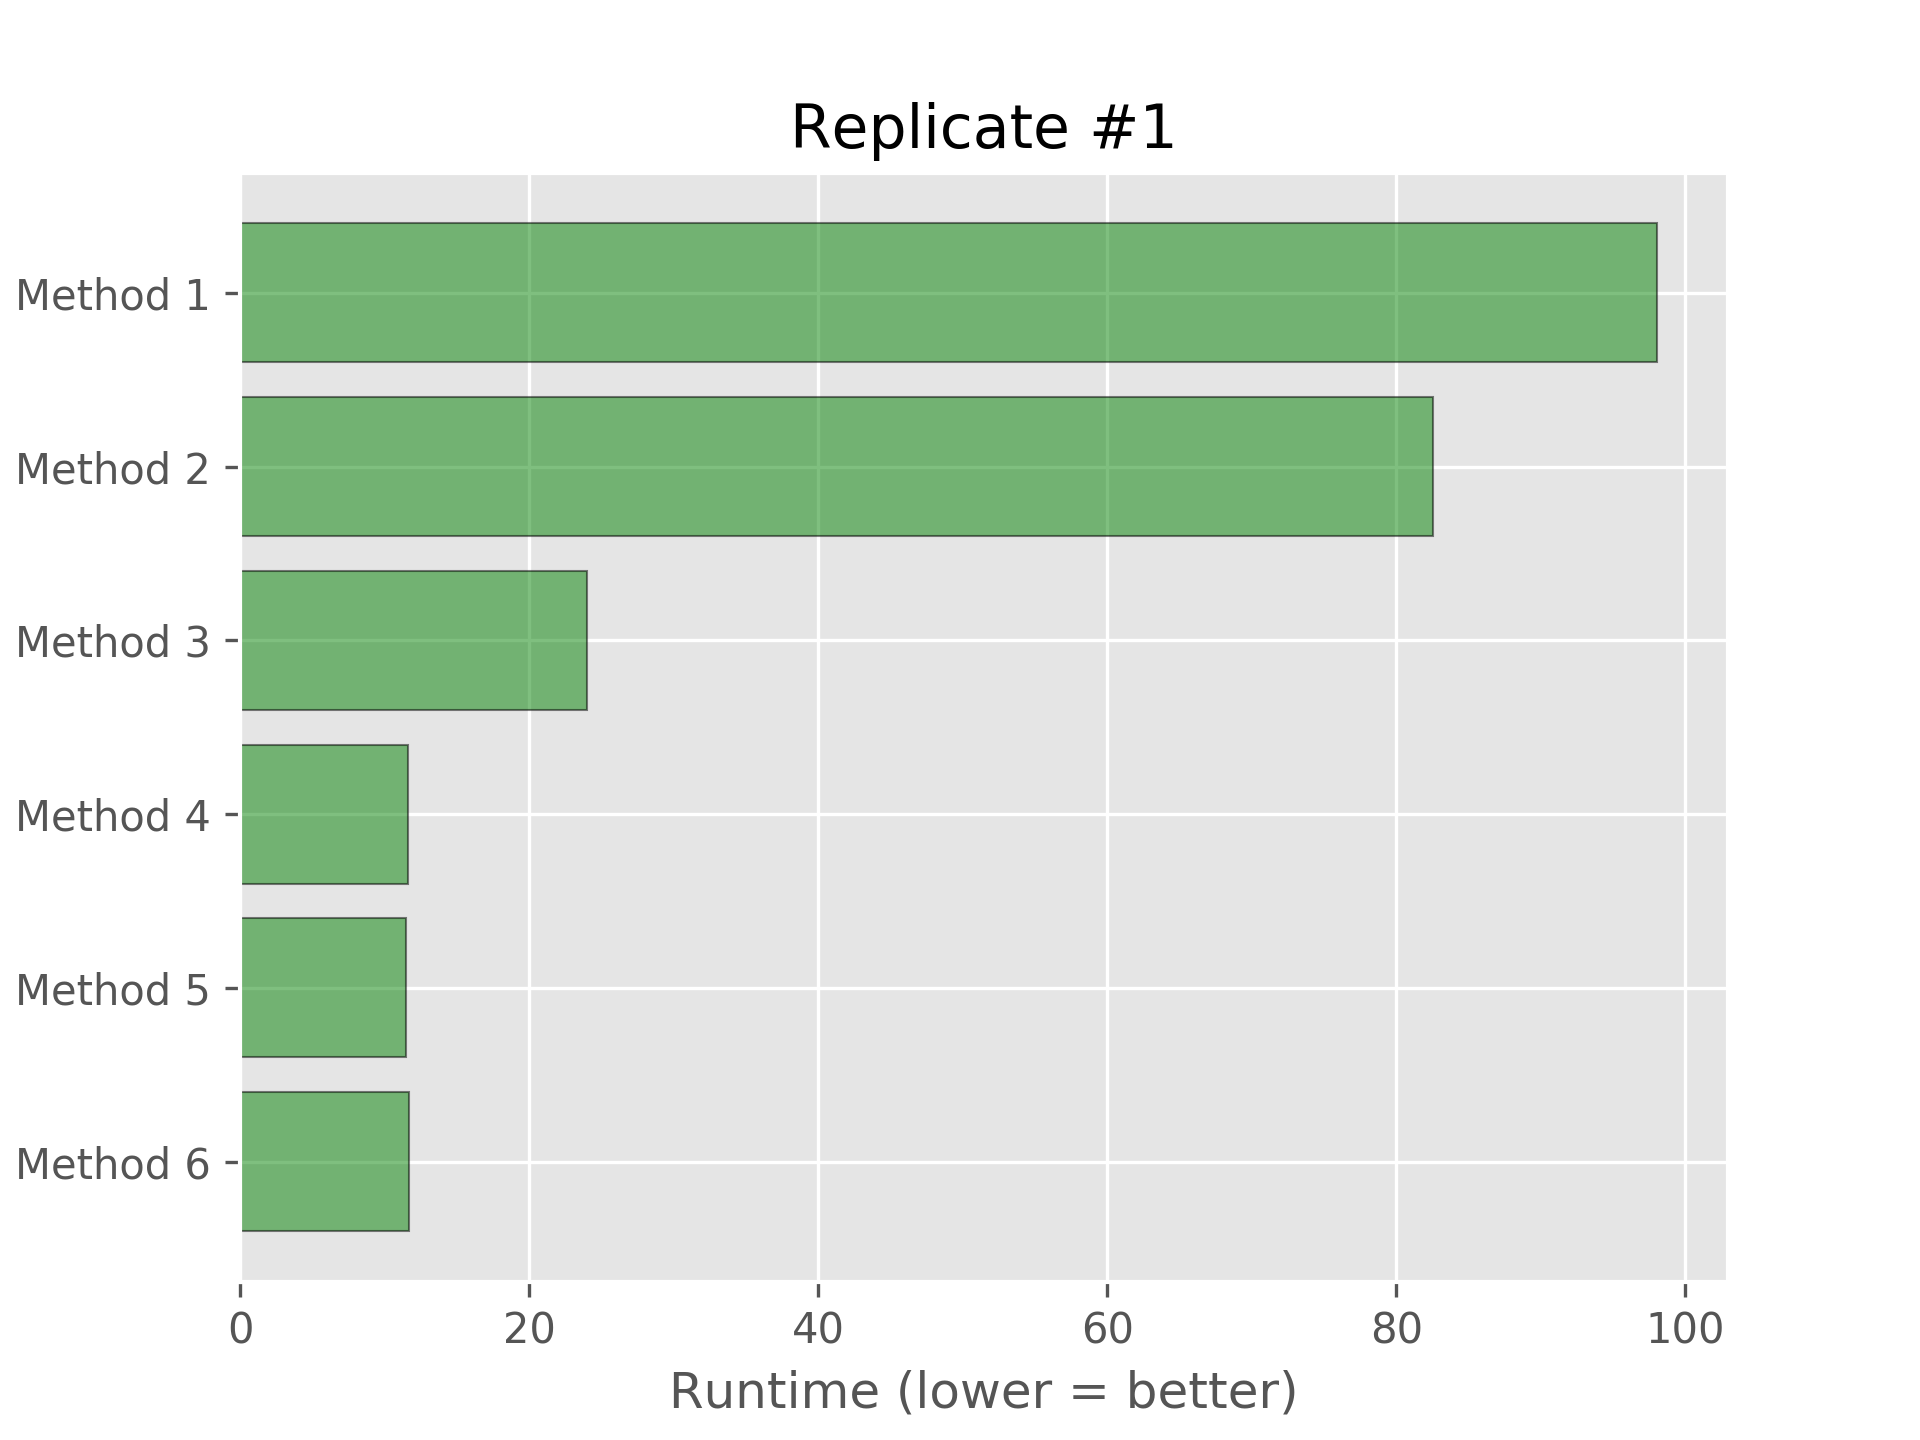 Replicate #1
Method 1
Method 2
Method 3
Method 4
Method 5
Method 6
0 20 40 60 80 100
Runtime (lower = better)